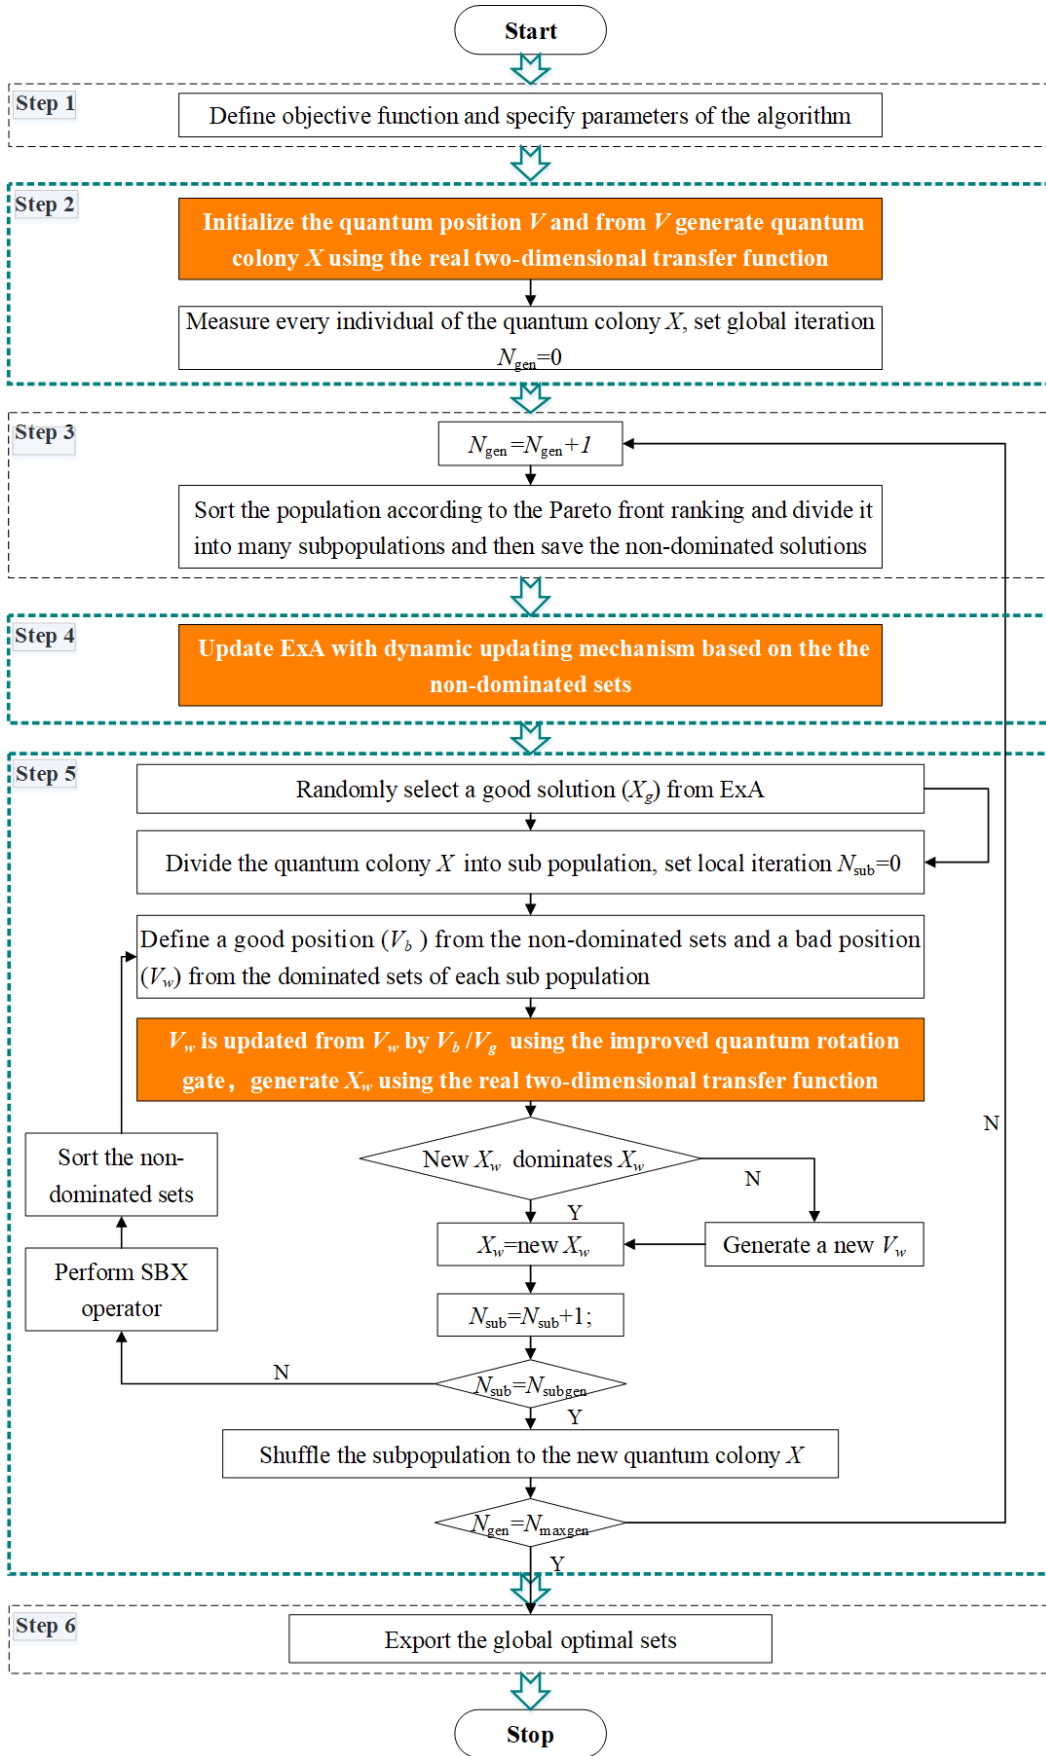 Start
Step 1
Define objective function and specify parameters of the algorithm
Step 2
Initialize the quantum position V and from V generate quantum
colony X using the real two-dimensional transfer function
Measure every individual of the quantum colony X, set global iteration
Ngen=0
Step 3
Ngen=Ngen+1
Sort the population according to the Pareto front ranking and divide it
into many subpopulations and then save the non-dominated solutions
Step 4
Update ExA with dynamic updating mechanism based on the the
non-dominated sets
Step 5
Randomly select a good solution (Xg) from ExA
Divide the quantum colony X into sub population, set local iteration Nsub=0
Define a good position (Vb ) from the non-dominated sets and a bad position
(Vw) from the dominated sets of each sub population
Vw is updated from Vw by Vb /Vg using the improved quantum rotation
gate，generate Xw using the real two-dimensional transfer function
N
Sort the non-
dominated sets
New Xw dominates Xw
N
Y
Xw=new Xw
Generate a new Vw
Perform SBX
operator
Nsub=Nsub+1;
N
Nsub=Nsubgen
Y
Shuffle the subpopulation to the new quantum colony X
Ngen=Nmaxgen
Y
Step 6
Export the global optimal sets
Stop